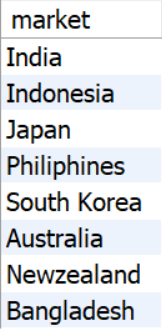 market
India
Indonesia
Japan
Philiphines
South Korea
Australia
Newzealand
Bangladesh